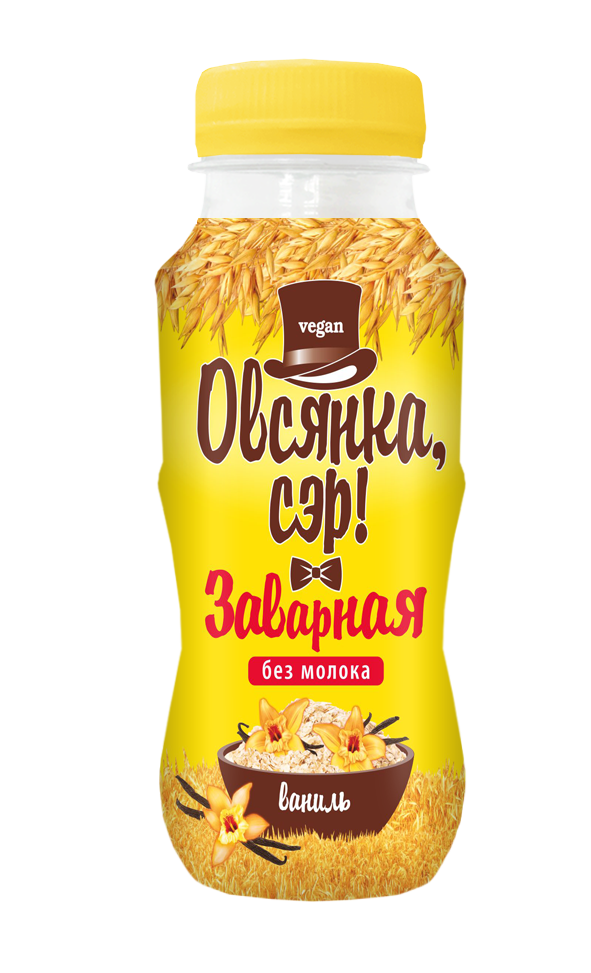 vegan
Овсянка,
сэр!
Заварная
без молока
ваниль